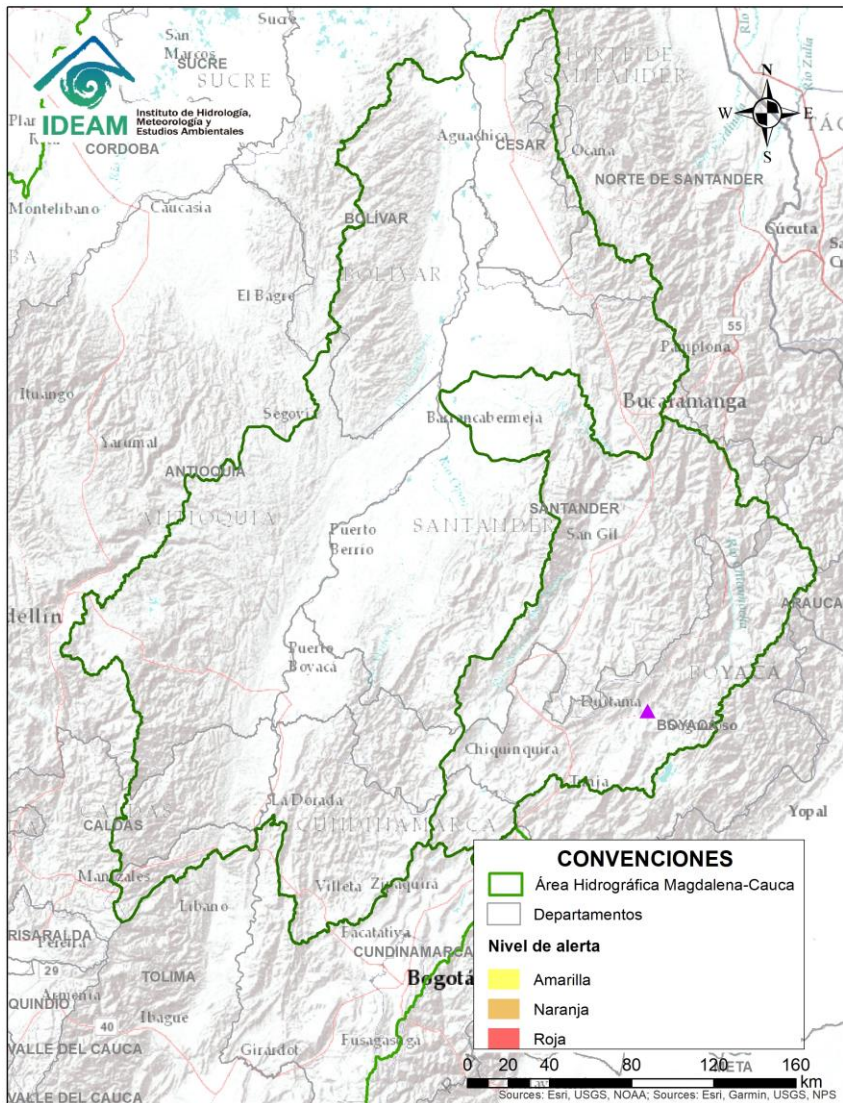 Sucre
San
Marcos
SUCRE
SUCRE
NORTE DE
SANTANDER
IDEAM
Instituto de Hidrología,
Meteorología y
Estudios Ambientales
CORDOBA
Río Zulia
N
W
E
S
Aguachica
CESAR
Ocana
NORTE DE SANTANDER
Montelibano
Caucasia
BOLÍVAR
BOLÍVAR
Cúcuta
El Bagre
55
Pamplona
Ituango
Segovia
Barrancabermeja
Bucaramanga
Yarumal
ANTIOQUIA
ANTIOQUIA
SANTANDER
SANTANDER
San Gil
Puerto
Berrio
ARAUCA
Puerto
Boyacá
BOYACA
Duitama
BOYACA
Chiquinquira
Tunja
Yopal
La Dorada
CUNDINAMARCA
CALDAS
CALDAS
Manizales
Villeta
Zipaquirá
Libano
RISARALDA
Pereira
Facatativa
CUNDINAMARCA
29
TOLIMA
Bogotá
QUINDIO
Armenia
40
Ibague
Fusagasuga
VALLE DEL CAUCA
Girardot
VALLE DEL CAUCA
META
CONVENCIONES
Área Hidrográfica Magdalena-Cauca
Departamentos
Nivel de alerta
Amarilla
Naranja
Roja
0 20 40 80 120 160
km
Sources: Esri, USGS, NOAA; Sources: Esri, Garmin, USGS, NPS